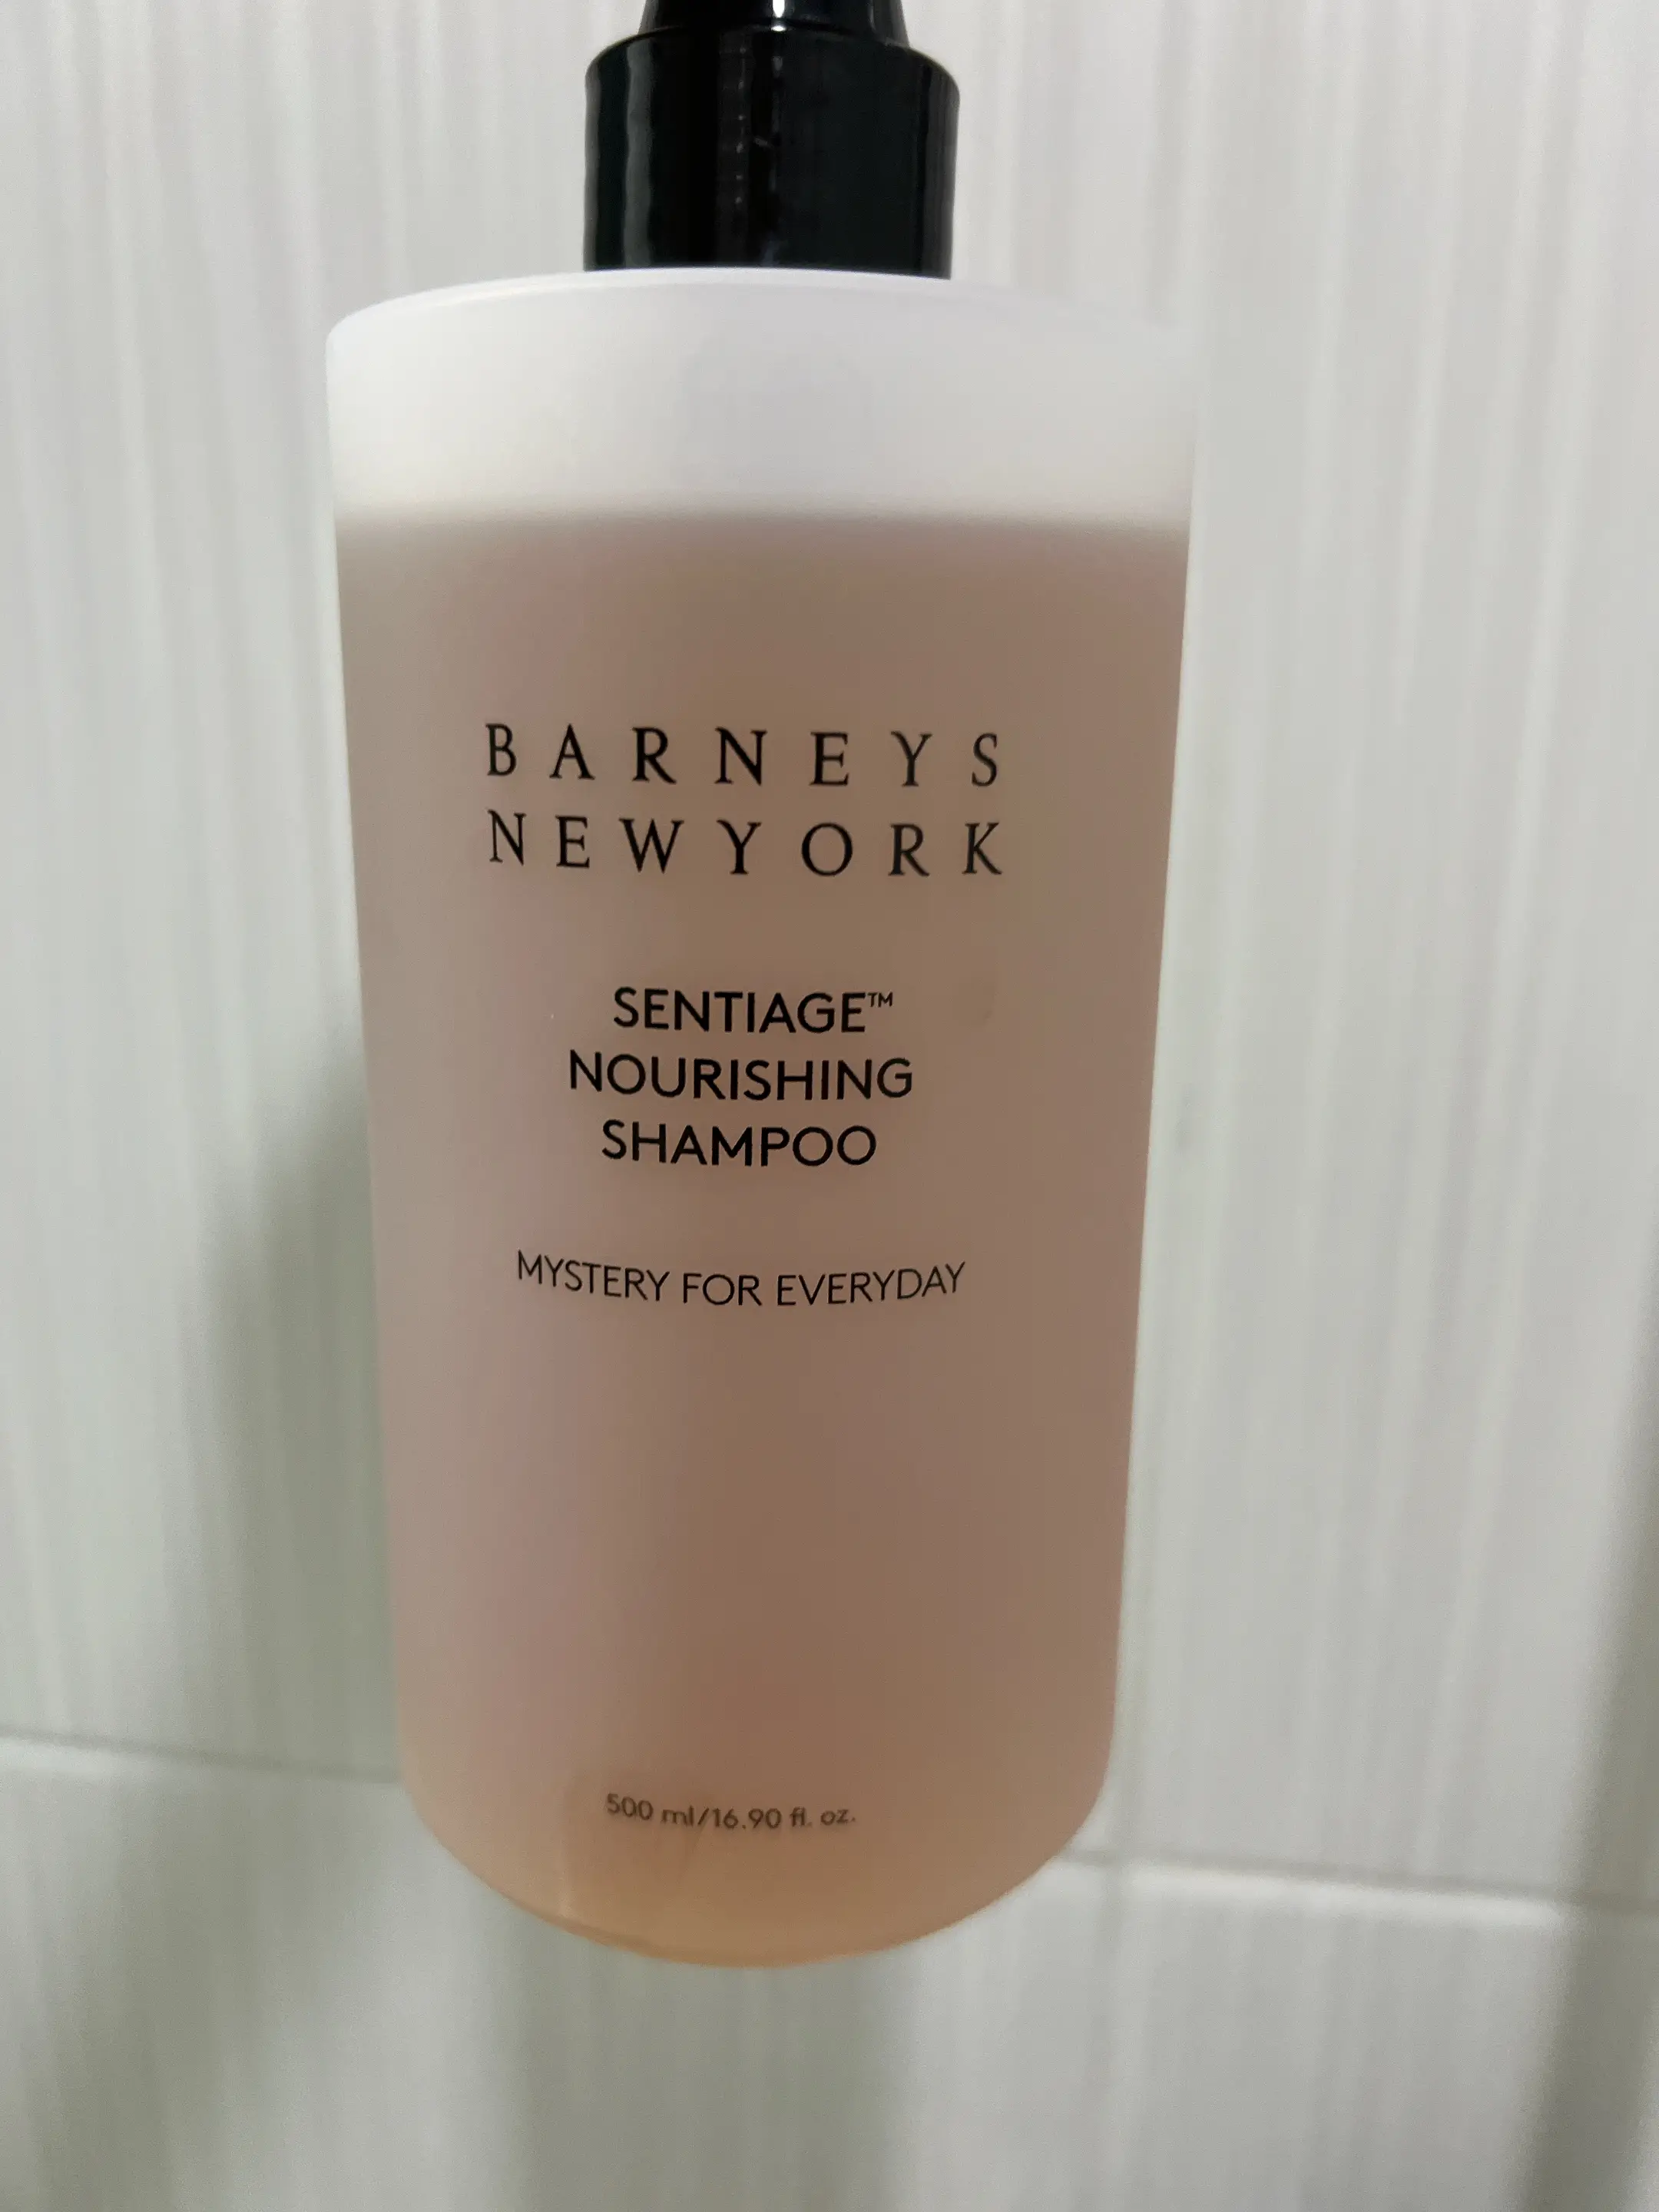 BARNEYS
NEWYORK
SENTIAGE™
NOURISHING
SHAMPOO
MYSTERY FOR EVERYDAY
500 ml/16.90 fl. oz.